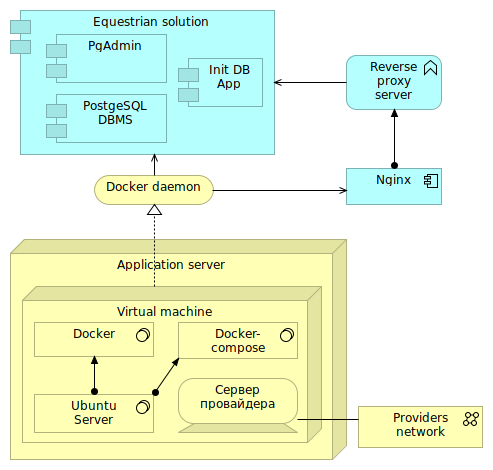 Equestrian solution
PgAdmin
Init DB
App
PostgeSQL
DBMS
Reverse
proxy
server
Docker daemon
Nginx
Application server
Virtual machine
Docker
Docker-
compose
Ubuntu
Server
Сервер
провайдера
Providers
network